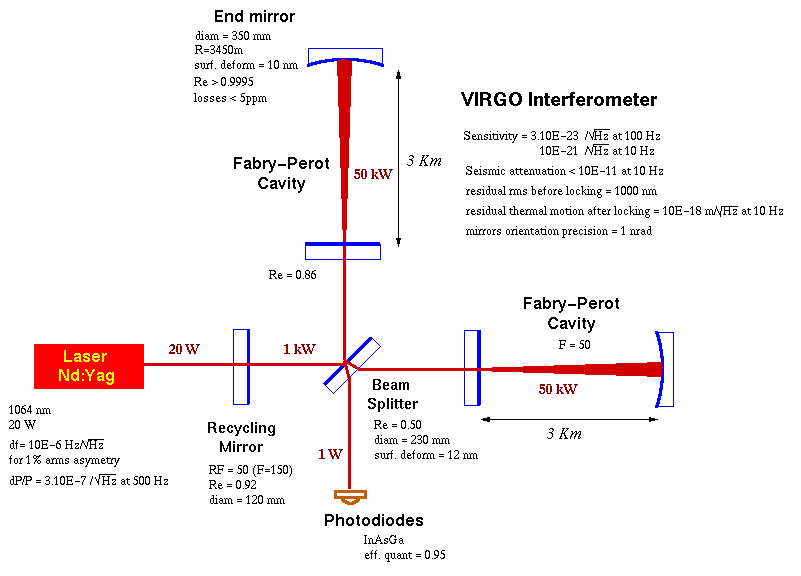 End mirror
diam = 350 mm
R=3450m
surf. deform = 10 nm
Re > 0.9995
losses < 5ppm
VIRGO Interferometer
Sensitivity = 3.10E-23 /√Hz at 100 Hz
10E-21 /√Hz at 10 Hz
Seismic attenuation < 10E-11 at 10 Hz
residual rms before locking = 1000 nm
residual thermal motion after locking = 10E-18 m/√Hz at 10 Hz
mirrors orientation precision = 1 nrad
Fabry-Perot
Cavity
50 kW
3 Km
Re = 0.86
Fabry-Perot
Cavity
F = 50
50 kW
3 Km
Laser
Nd:Yag
20 W
1 kW
1064 nm
20 W
df= 10E-6 Hz/√Hz
for 1% arms asymetry
dP/P = 3.10E-7 /√Hz at 500 Hz
Recycling
Mirror
RF = 50 (F=150)
Re = 0.92
diam = 120 mm
Beam
Splitter
Re = 0.50
diam = 230 mm
surf. deform = 12 nm
1 W
Photodiodes
InAsGa
eff. quant = 0.95